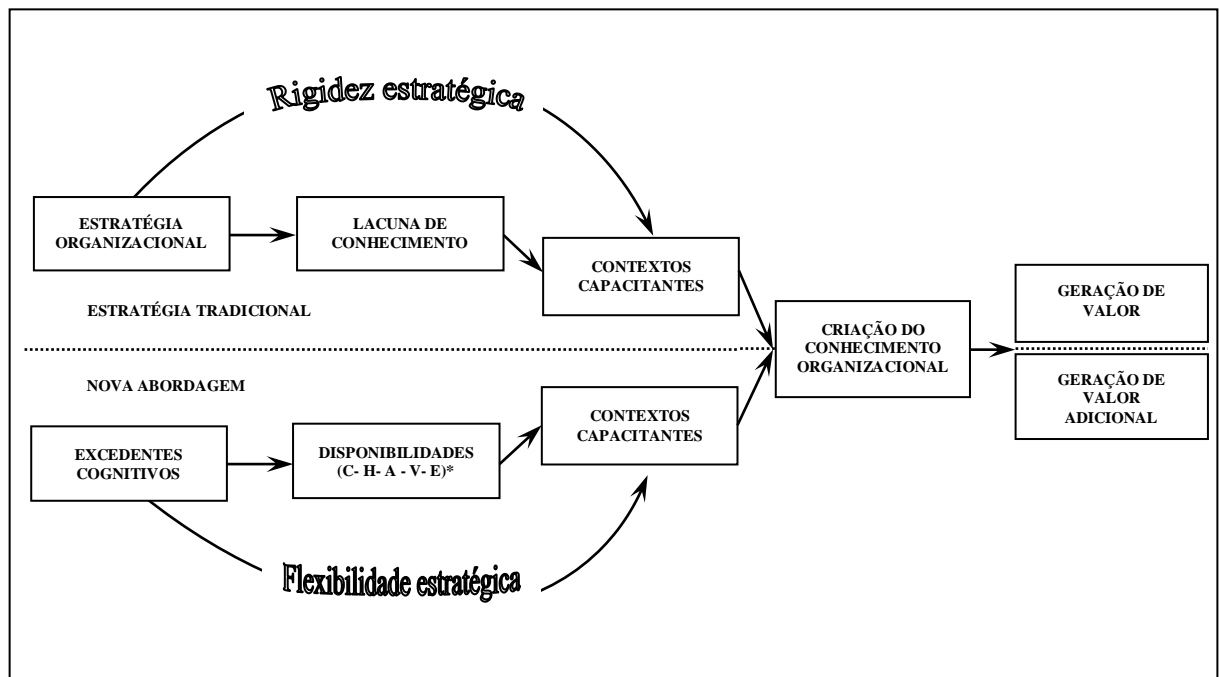 Rigidez estratégica
ESTRATÉGIA
ORGANIZACIONAL
LACUNA DE
CONHECIMENTO
CONTEXTOS
CAPACITANTES
ESTRATÉGIA TRADICIONAL
CRIAÇÃO DO
CONHECIMENTO
ORGANIZACIONAL
GERAÇÃO DE
VALOR
GERAÇÃO DE
VALOR
ADICIONAL
NOVA ABORDAGEM
EXCEDENTES
COGNITIVOS
DISPONIBILIDADES
(C- H- A - V- E)*
CONTEXTOS
CAPACITANTES
Flexibilidade estratégica